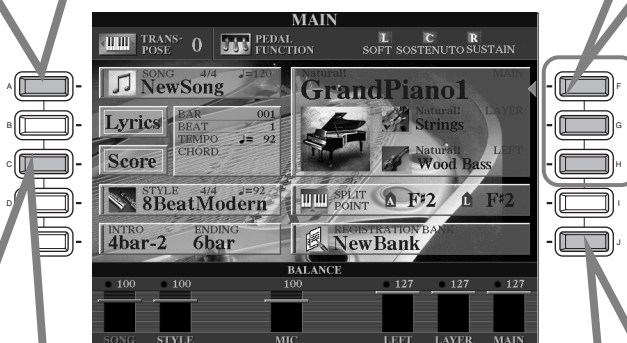 MAIN
TRANS-
POSE 0
PEDAL
FUNCTION
L C R
SOFT SOSTENUTO SUSTAIN
A
B
C
D
SONG 4/4 ♩=120
NewSong
Lyrics
Score
BAR 001
BEAT 1
TEMPO ♩= 92
CHORD
STYLE 4/4 ♩=92
8BeatModern
INTRO ENDING
4bar-2 6bar
Natural! MAIN
GrandPiano1
Natural! LAYER
Strings
Natural! LEFT
Wood Bass
SPLIT
POINT A F♯2 L F♯2
REGISTRATION BANK
NewBank
F
G
H
I
J
BALANCE
100 100 100 127 127 127
SONG STYLE MIC LEFT LAYER MAIN